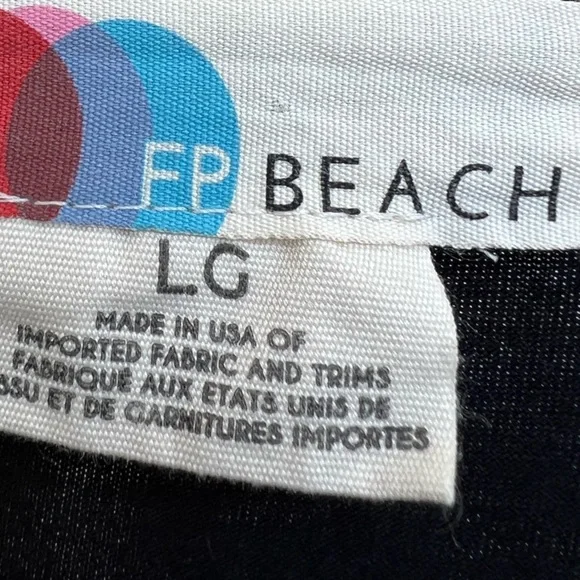 FP BEACH
LG
MADE IN USA OF
IMPORTED FABRIC AND TRIMS
FABRIQUÉ AUX ETATS UNIS DE
SSU ET DE GARNITURES IMPORTES